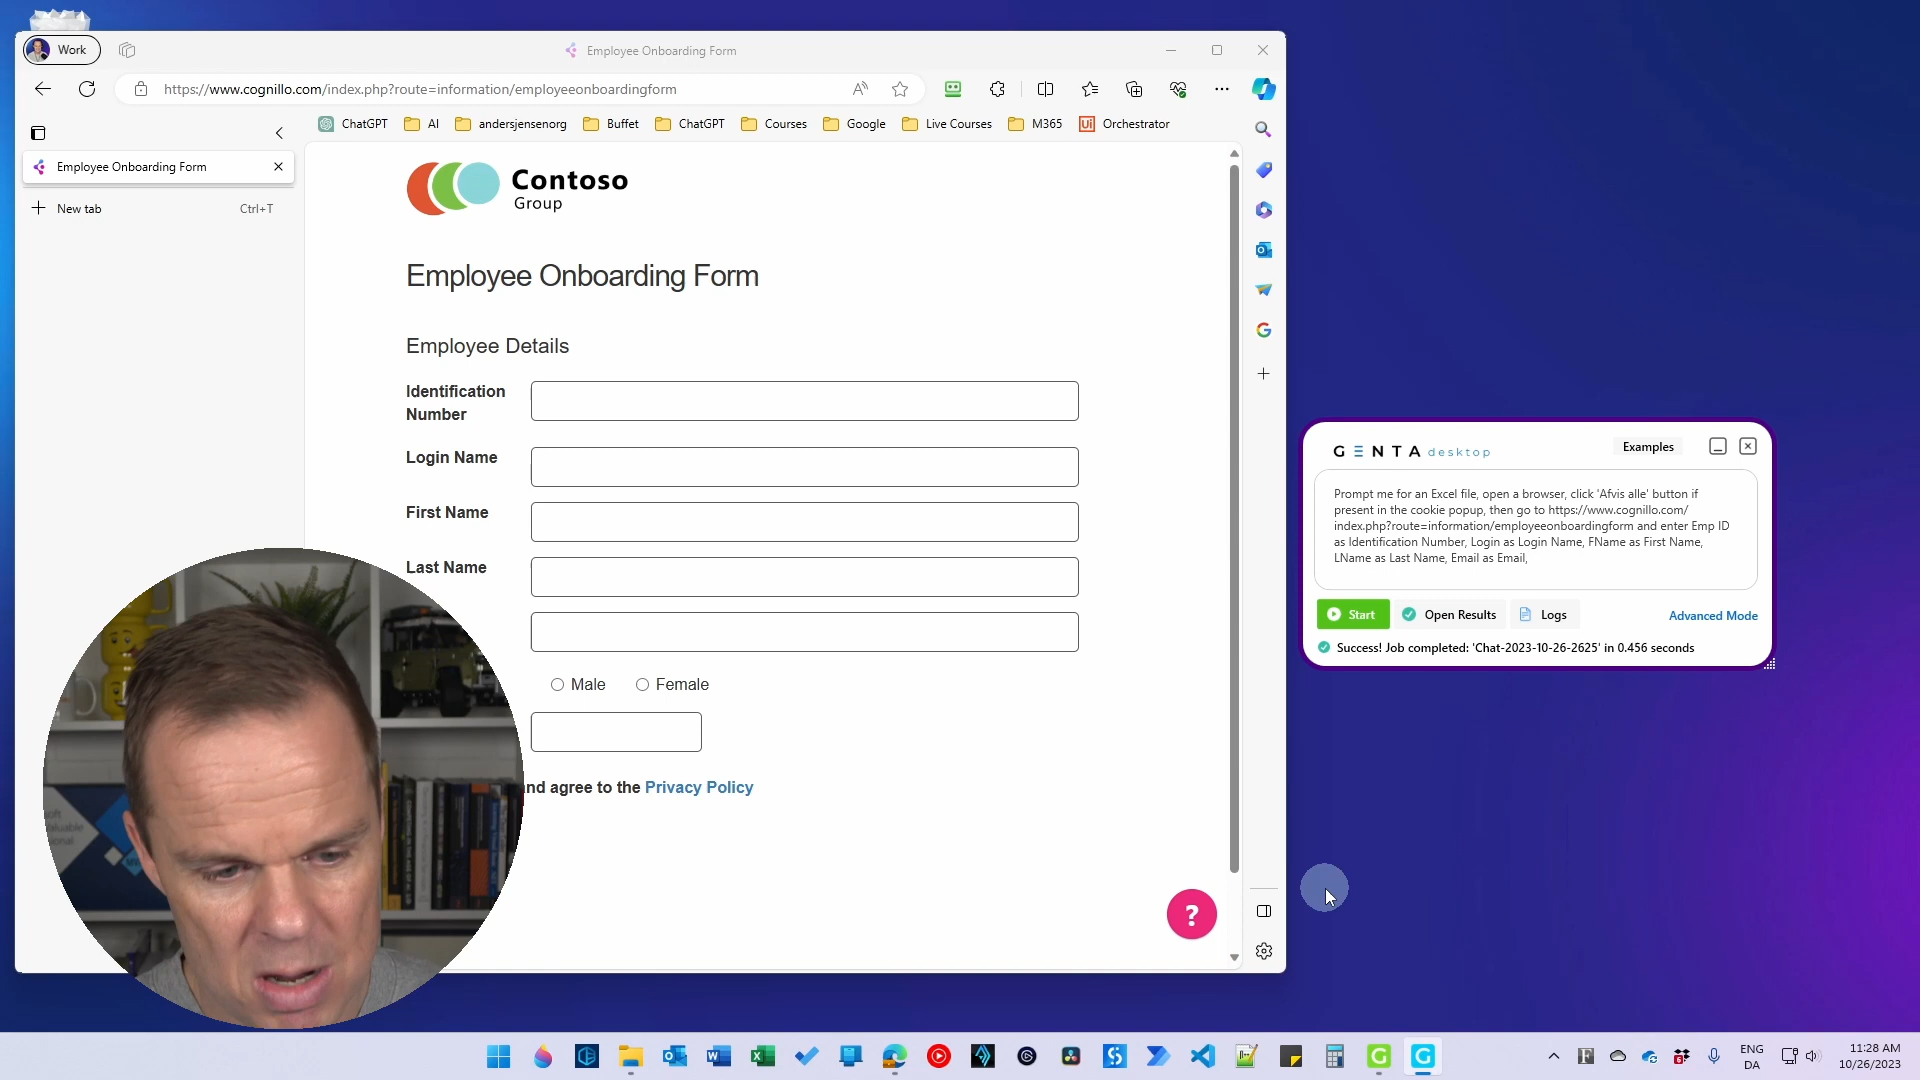 Work
Employee Onboarding Form
https://www.cognillo.com/index.php?route=information/employeeonboardingform
ChatGPT
AI
andersjensenorg
Buffet
ChatGPT
Courses
Google
Live Courses
M365
Ui
Orchestrator
Employee Onboarding Form
New tab
Ctrl+T
Contoso
Group
Employee Onboarding Form
Employee Details
Identification
Number
Login Name
First Name
Last Name
Male
Female
nd agree to the Privacy Policy
?
GENTA desktop
Examples
Prompt me for an Excel file, open a browser, click 'Afvis alle' button if
present in the cookie popup, then go to https://www.cognillo.com/
index.php?route=information/employeeonboardingform and enter Emp ID
as Identification Number, Login as Login Name, FName as First Name,
LName as Last Name, Email as Email,
Start
Open Results
Logs
Advanced Mode
Success! Job completed: 'Chat-2023-10-26-2625' in 0.456 seconds
ENG
DA
11:28 AM
10/26/2023